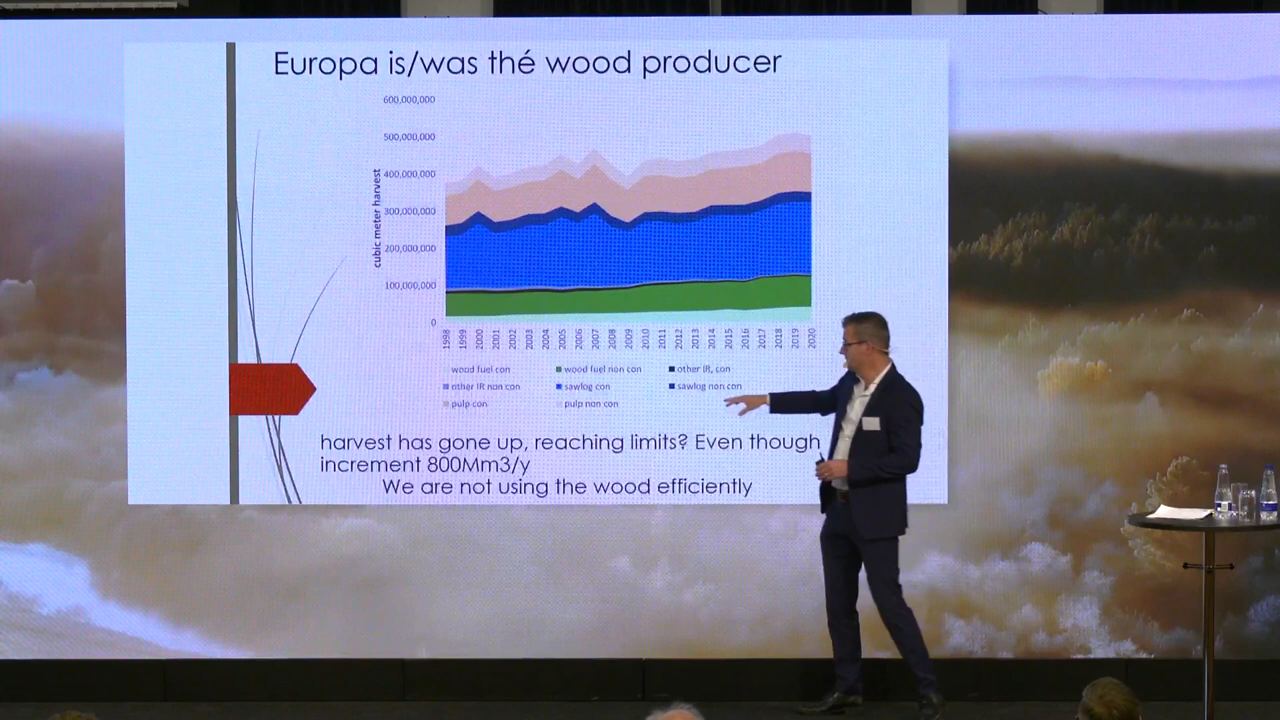 Europa is/was thé wood producer
600,000,000
500,000,000
400,000,000
300,000,000
200,000,000
100,000,000
0
cubic meter harvest
1998 1999 2000 2001 2002 2003 2004 2005 2006 2007 2008 2009 2010 2011 2012 2013 2014 2015 2016 2017 2018 2019 2020
wood fuel con wood fuel non con other IR, con
other IR non con sawlog con sawlog non con
pulp con pulp non con
harvest has gone up, reaching limits? Even though
increment 800Mm3/y
We are not using the wood efficiently